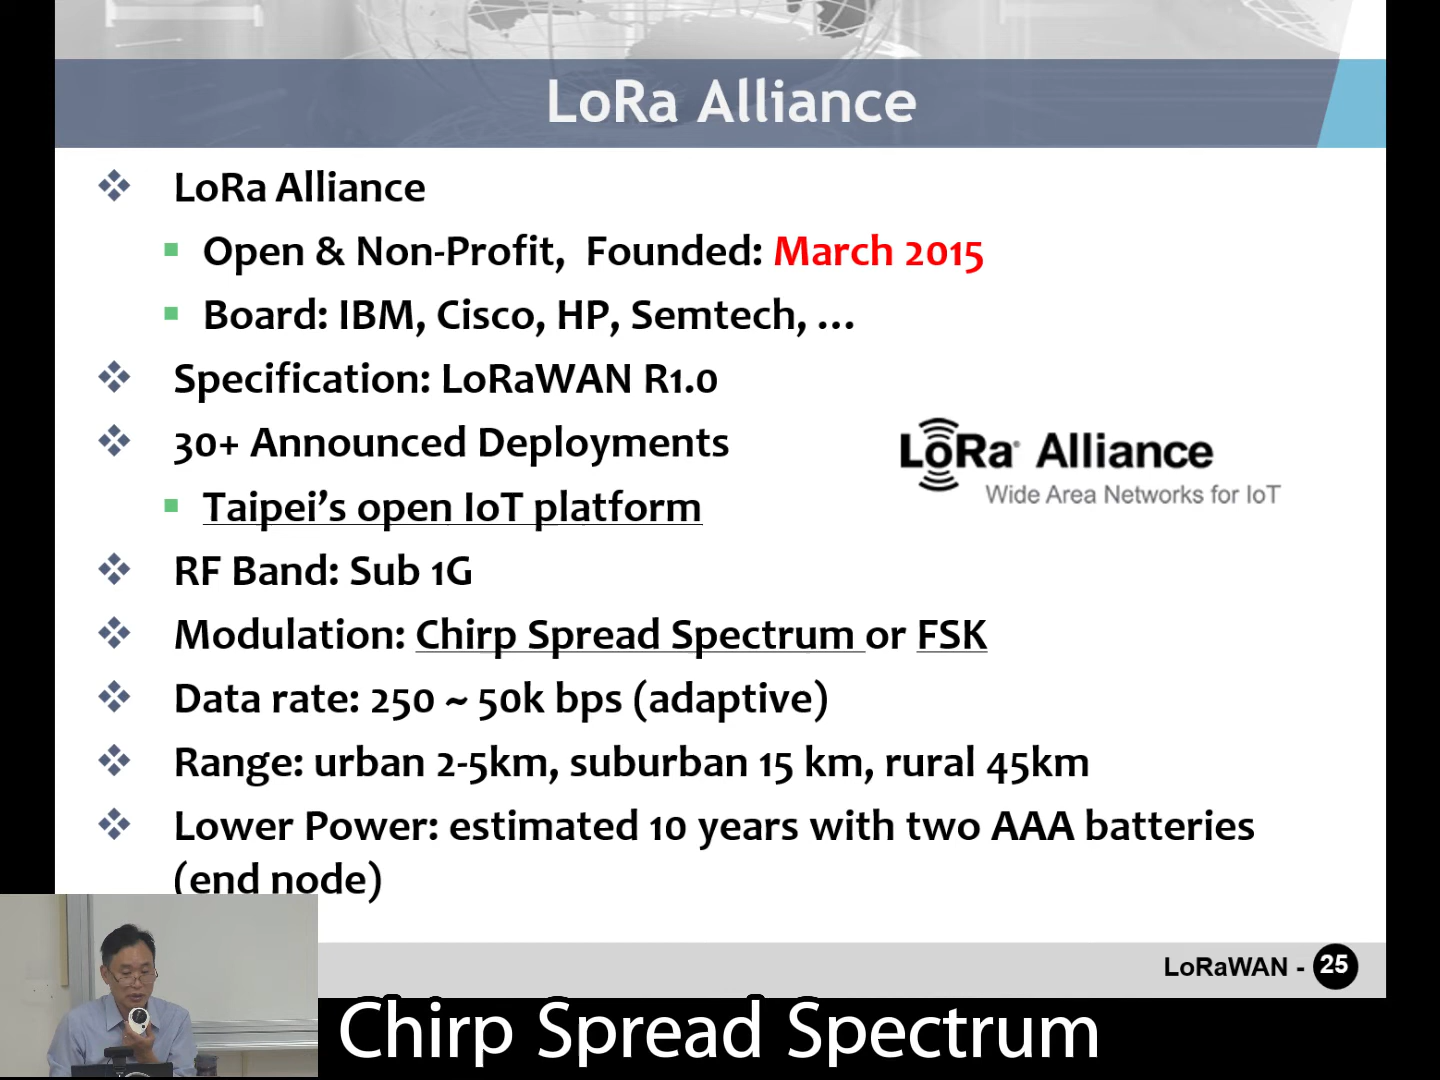 LoRa Alliance
LoRa Alliance
Open & Non-Profit, Founded: March 2015
Board: IBM, Cisco, HP, Semtech, ...
Specification: LoRaWAN R1.0
30+ Announced Deployments
Taipei's open IoT platform
LoRa® Alliance
Wide Area Networks for IoT
RF Band: Sub 1G
Modulation: Chirp Spread Spectrum or FSK
Data rate: 250 ~ 50k bps (adaptive)
Range: urban 2-5km, suburban 15 km, rural 45km
Lower Power: estimated 10 years with two AAA batteries
(end node)
LoRaWAN - 25
Chirp Spread Spectrum